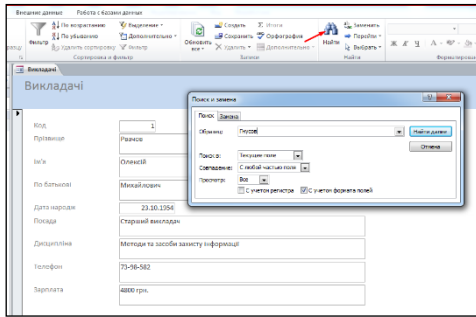 Внешние данные Работа с базами данных
По возрастанию Выделение Создать Итоги Заменить
Фильтр По убыванию Дополнительно Обновить все Сохранить Орфография Найти Перейти
Удалить сортировку Фильтр Удалить Дополнительно Выбрать Ж К Ч
Сортировка и фильтр Записи Найти
Викладачі
Викладачі
Поиск и замена
Поиск Замена
Образец: Гнусов Найти далее
Отмена
Поиск в: Текущее поле
Совпадение: С любой частью поля
Просмотр: Все
С учетом регистра С учетом формата полей
Код 1
Прізвище Рвачов
Ім'я Олексій
По батькові Михайлович
Дата народж 23.10.1954
Посада Старший викладач
Дисципліна Методи та засоби захисту інформації
Телефон 73-98-582
Зарплата 4800 грн.